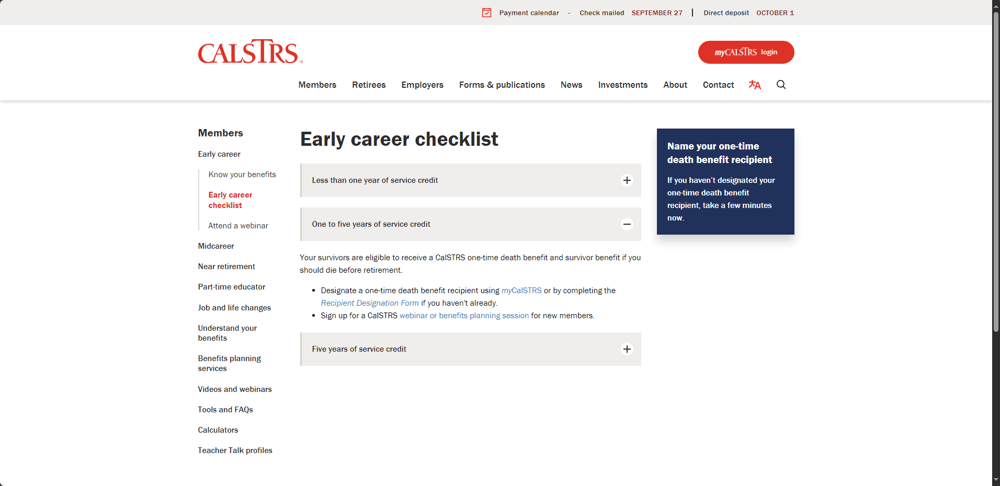 Payment calendar - Check mailed SEPTEMBER 27 | Direct deposit OCTOBER 1
CALSTRS®
myCALSTRS login
Members Retirees Employers Forms & publications News Investments About Contact
Members
Early career
Know your benefits
Early career
checklist
Attend a webinar
Midcareer
Near retirement
Part-time educator
Job and life changes
Understand your
benefits
Benefits planning
services
Videos and webinars
Tools and FAQs
Calculators
Teacher Talk profiles
Early career checklist
Less than one year of service credit
One to five years of service credit
Your survivors are eligible to receive a CalSTRS one-time death benefit and survivor benefit if you
should die before retirement.
• Designate a one-time death benefit recipient using myCalSTRS or by completing the
Recipient Designation Form if you haven't already.
• Sign up for a CalSTRS webinar or benefits planning session for new members.
Five years of service credit
Name your one-time
death benefit recipient
If you haven’t designated your
one-time death benefit
recipient, take a few minutes
now.